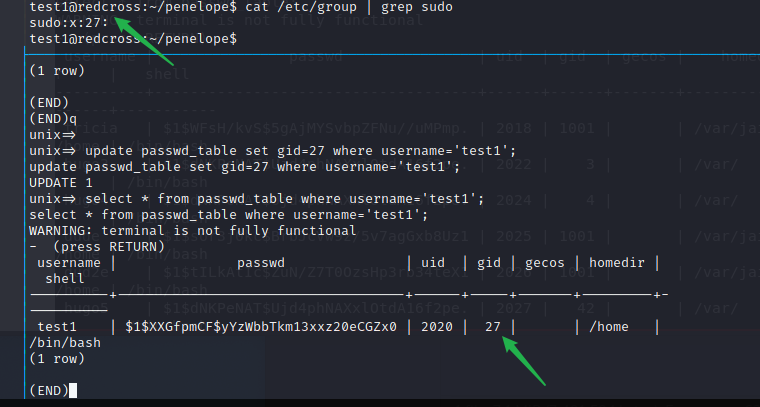 test1@redcross:~/penelope$ cat /etc/group | grep sudo
sudo:x:27:
test1@redcross:~/penelope$
(1 row)
(END)
(END)q
unix=>
unix=> update passwd_table set gid=27 where username='test1';
update passwd_table set gid=27 where username='test1';
UPDATE 1
unix=> select * from passwd_table where username='test1';
select * from passwd_table where username='test1';
WARNING: terminal is not fully functional
-  (press RETURN)
username | passwd | uid | gid | gecos | homedir |
shell
test1 | $1$XXGfpmCF$yYzWbbTkm13xxz20eCGZx0 | 2020 | 27 | | /home |
/bin/bash
(1 row)
(END)